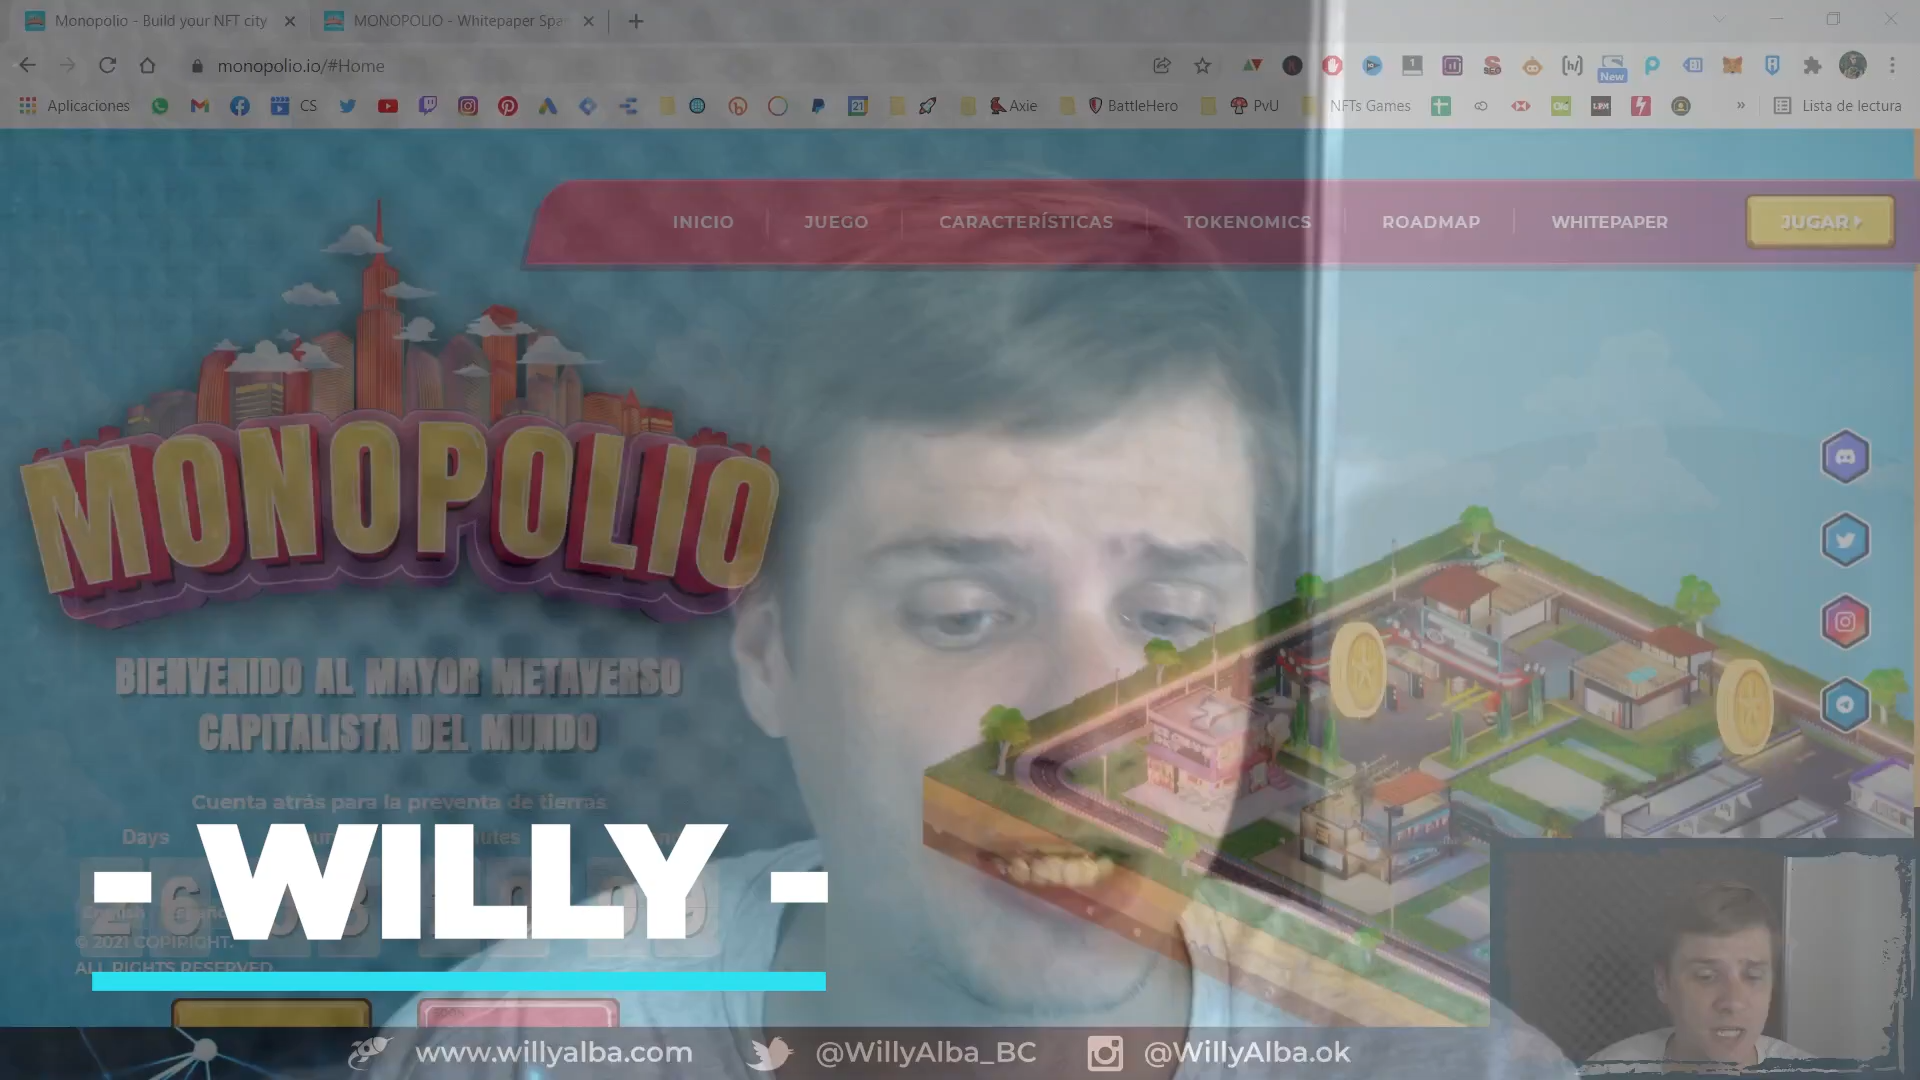 Monopolio - Build your NFT city
MONOPOLIO - Whitepaper Spa
monopolio.io/#Home
New
Aplicaciones
CS
21
Axie
BattleHero
PvU
NFTs Games
»
Lista de lectura
INICIO
JUEGO
CARACTERÍSTICAS
TOKENOMICS
ROADMAP
WHITEPAPER
JUGAR
MONOPOLIO
BIENVENIDO AL MAYOR METAVERSO
CAPITALISTA DEL MUNDO
Cuenta atrás para la preventa de tierras
Days
- WILLY -
© 2021 COPIRIGHT.
ALL RIGHTS RESERVED
www.willyalba.com
@WillyAlba_BC
@WillyAlba.ok